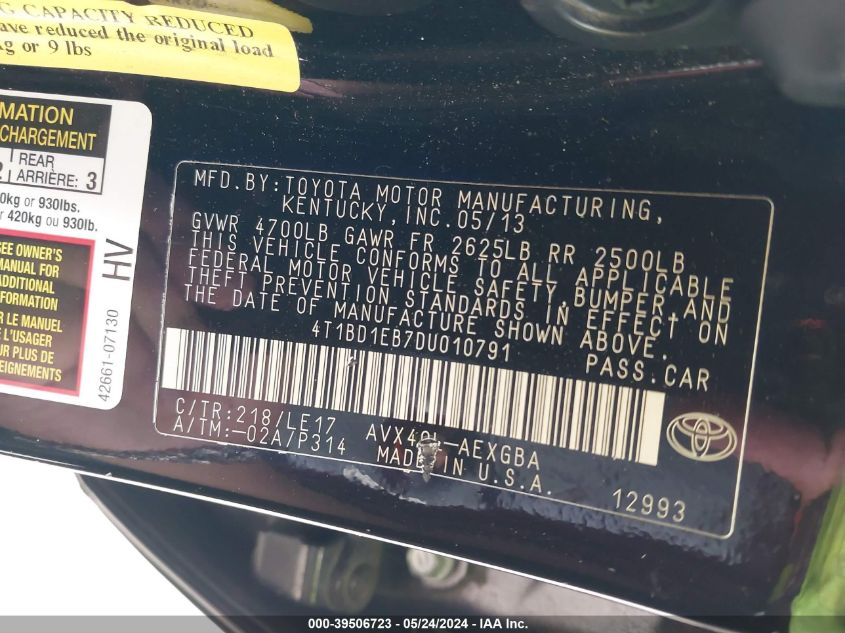 G CAPACITY REDUCED
ave reduced the original load
kg or 9 lbs
MATION
CHARGEMENT
REAR
ARRIÈRE: 3
0kg or 930lbs.
r 420kg ou 930lb.
SEE OWNER'S
MANUAL FOR
ADDITIONAL
INFORMATION
LE MANUEL
L'USAGER
PLUS DE
EIGNEMENTS
HV
42661-07130
MFD.BY:TOYOTA MOTOR MANUFACTURING,
KENTUCKY, INC.05/13
GVWR 4700LB GAWR FR 2625LB RR 2500LB
THIS VEHICLE CONFORMS TO ALL APPLICABLE
FEDERAL MOTOR VEHICLE SAFETY,BUMPER,AND
THEFT PREVENTION STANDARDS IN EFFECT ON
THE DATE OF MANUFACTURE SHOWN ABOVE.
4T1BD1EB7DU010791
PASS.CAR
C/TR:218/LE17
A/TM:-02A/P314
AEXGBA
MADE IN U.S.A.
12993
000-39506723 – 05/24/2024 - IAA Inc.